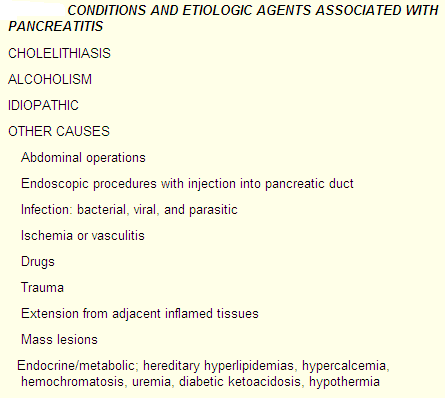 CONDITIONS AND ETIOLOGIC AGENTS ASSOCIATED WITH
PANCREATITIS
CHOLELITHIASIS
ALCOHOLISM
IDIOPATHIC
OTHER CAUSES
Abdominal operations
Endoscopic procedures with injection into pancreatic duct
Infection: bacterial, viral, and parasitic
Ischemia or vasculitis
Drugs
Trauma
Extension from adjacent inflamed tissues
Mass lesions
Endocrine/metabolic; hereditary hyperlipidemias, hypercalcemia,
hemochromatosis, uremia, diabetic ketoacidosis, hypothermia